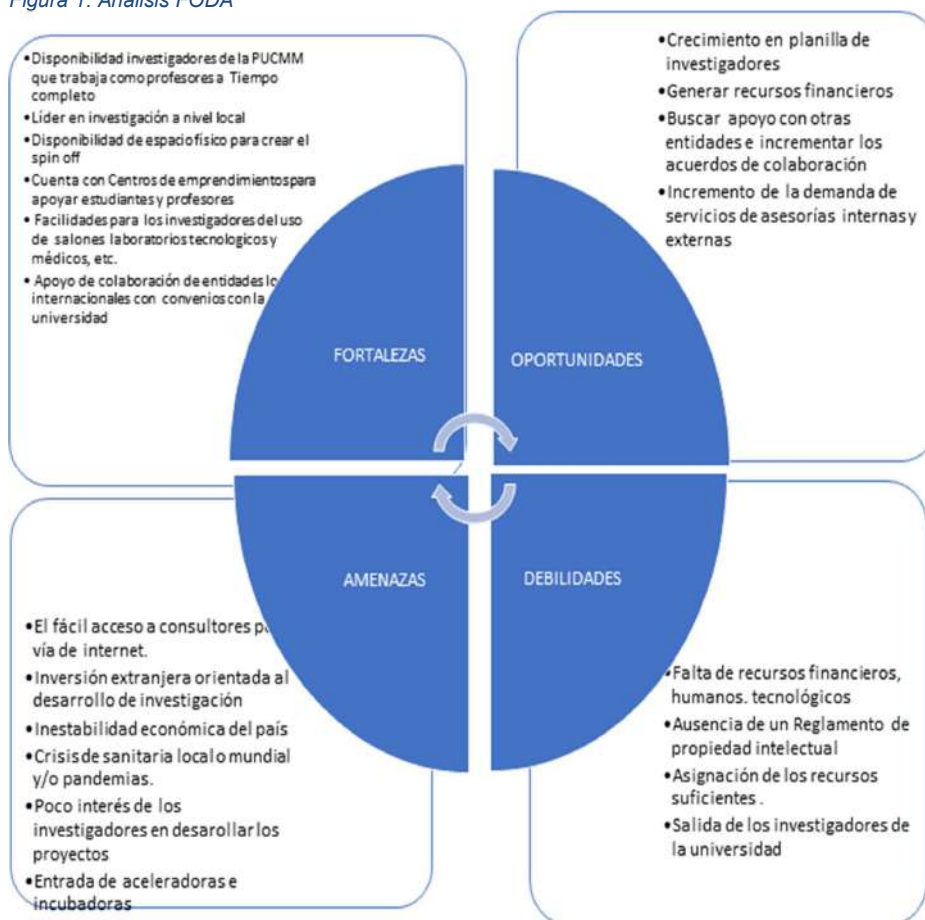 Figura 1. Análisis FODA
•Disponibilidad investigadores de la PUCMM
que trabaja como profesores a Tiempo
completo
•Líder en investigación a nivel local
•Disponibilidad de espacio físico para crear el
spin off
•Cuenta con Centros de emprendimientos para
apoyar estudiantes y profesores
• Facilidades para los investigadores del uso
de salones laboratorios tecnologicos y
médicos, etc.
• Apoyo de colaboración de entidades
internacionales con convenios con la
universidad
FORTALEZAS
•Crecimiento en planilla de
investigadores
•Generar recursos financieros
•Buscar apoyo con otras
entidades e incrementar los
acuerdos de colaboración
•Incremento de la demanda de
servicios de asesorías internas y
externas
OPORTUNIDADES
AMENAZAS
•El fácil acceso a consultores
vía de internet.
•Inversión extranjera orientada al
desarrollo de investigación
•Inestabilidad económica del país
•Crisis de sanitaria local o mundial
y/o pandemias.
•Poco interés de los
investigadores en desarollar los
proyectos
•Entrada de aceleradoras e
incubadoras
DEBILIDADES
•Falta de recursos financieros,
humanos. tecnológicos
•Ausencia de un Reglamento de
propiedad intelectual
•Asignación de los recursos
suficientes .
•Salida de los investigadores de
la universidad